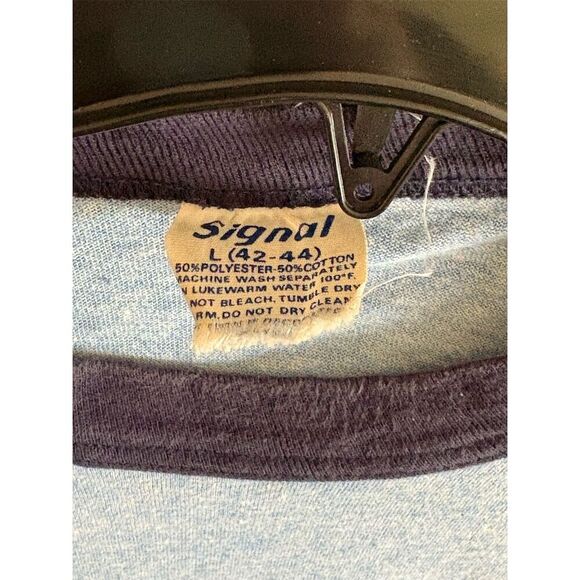 Signal
L (42-44)
50%POLYESTER-50%COTTON
MACHINE WASH SEPARATELY
LUKEWARM WATER 100°F.
NOT BLEACH, TUMBLE DRY
RM, DO NOT DRY CLEAN